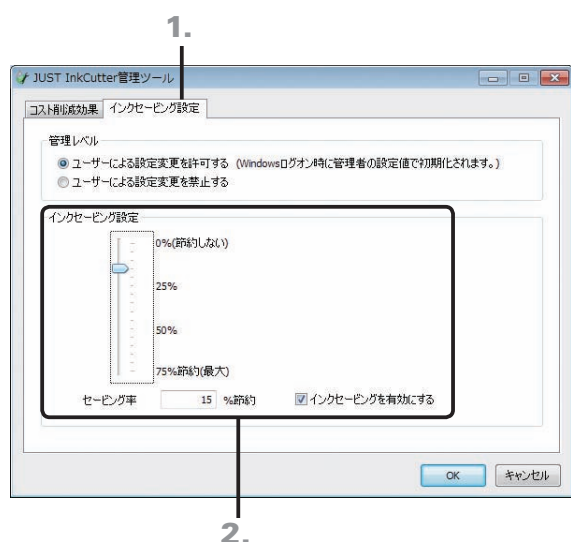 1.
JUST InkCutter管理ツール
コスト削減効果 インクセービング設定
管理レベル
ユーザーによる設定変更を許可する (Windowsログオン時に管理者の設定値で初期化されます。)
ユーザーによる設定変更を禁止する
インクセービング設定
0%(節約しない)
25%
50%
75%節約(最大)
セービング率 15 %節約 インクセービングを有効にする
OK キャンセル
2.